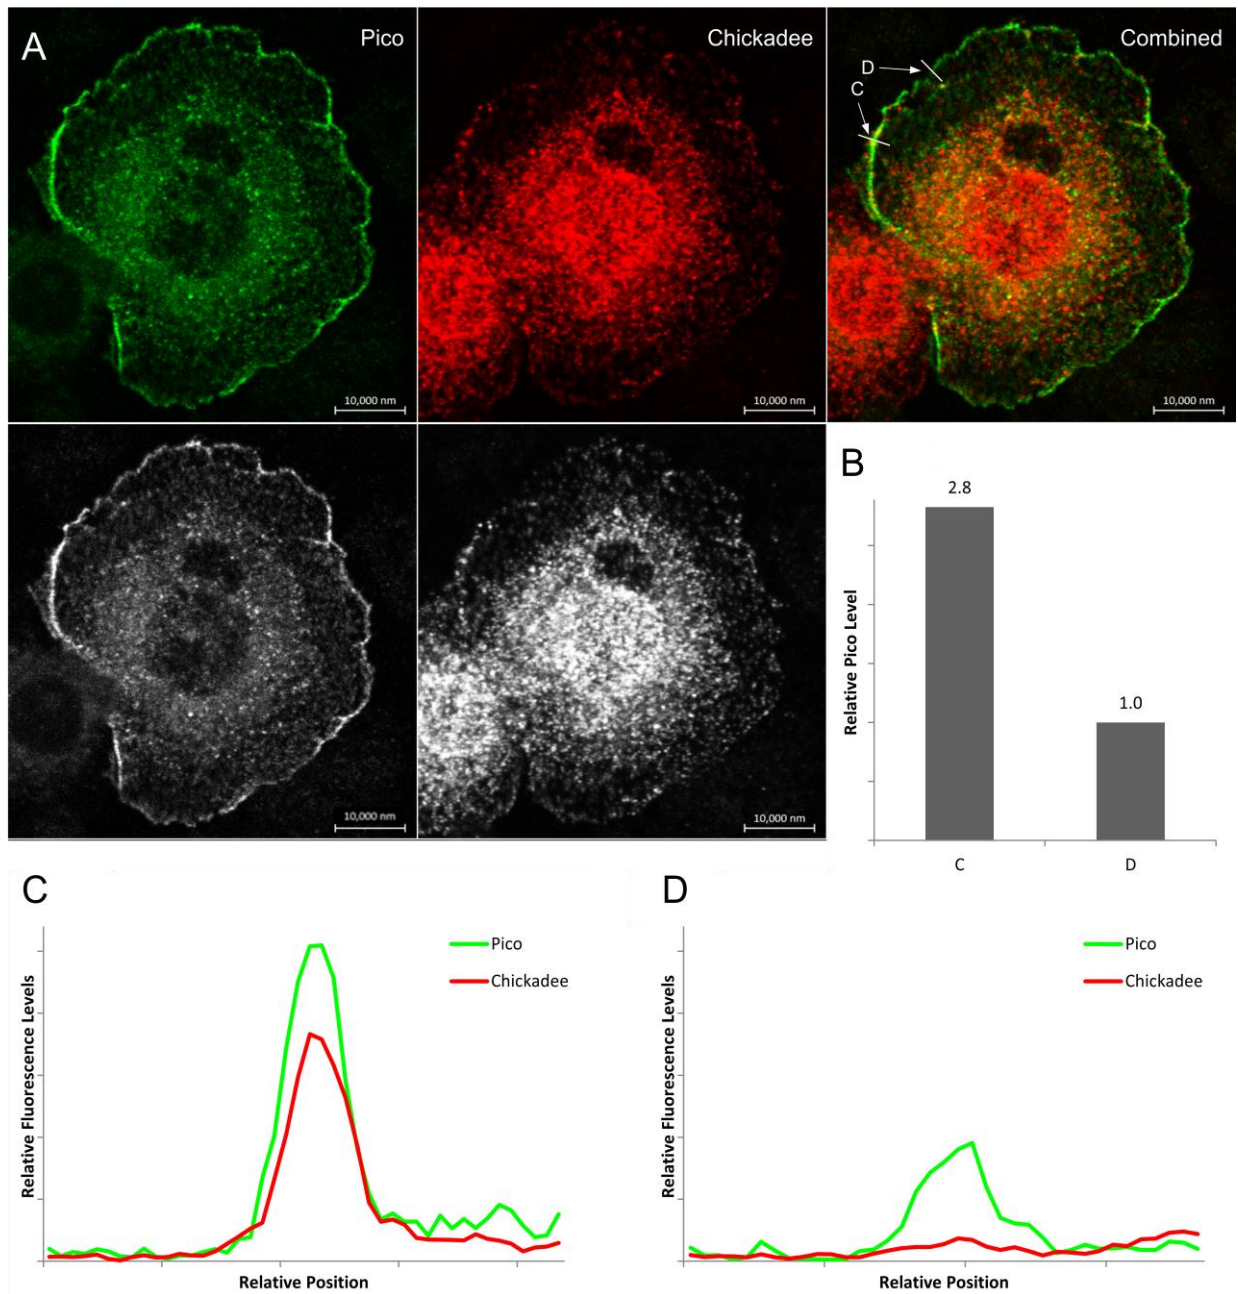 A
Pico
Chickadee
Combined
D
C
10,000 nm
10,000 nm
10,000 nm
10,000 nm
10,000 nm
B
2.8
1.0
Relative Pico Level
C
D
C
Pico
Chickadee
Relative Fluorescence Levels
Relative Position
D
Pico
Chickadee
Relative Fluorescence Levels
Relative Position